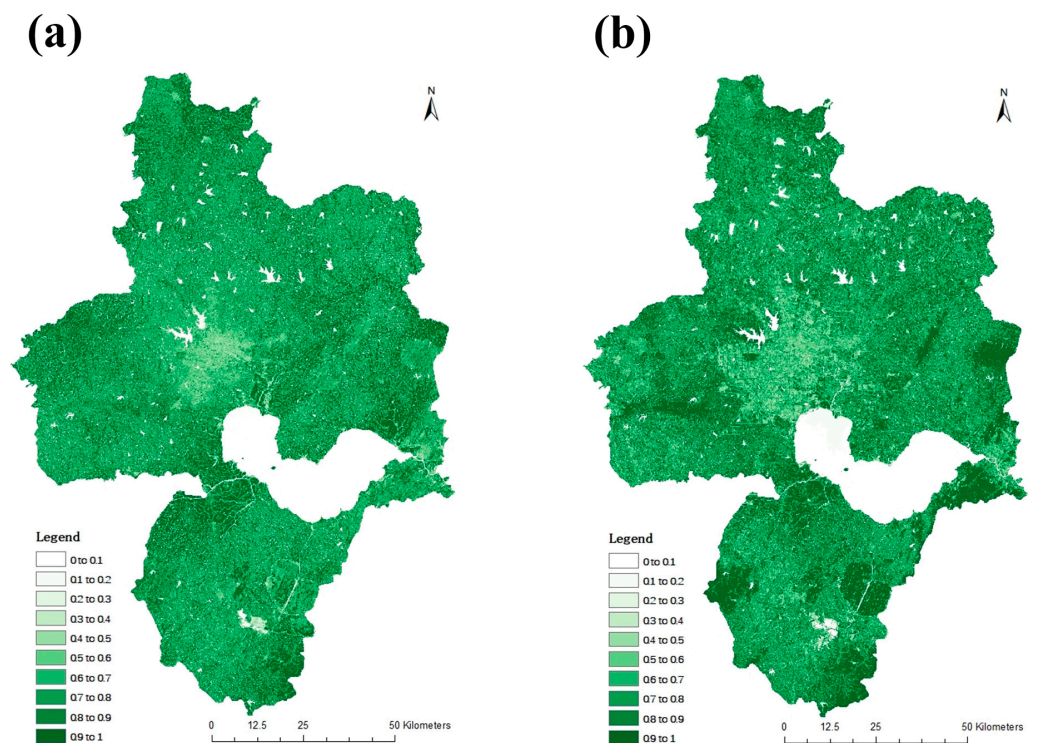 (a)
(b)
N
N
Legend
0 to 0.1
0.1 to 0.2
0.2 to 0.3
0.3 to 0.4
0.4 to 0.5
0.5 to 0.6
0.6 to 0.7
0.7 to 0.8
0.8 to 0.9
0.9 to 1
0 12.5 25 50 Kilometers
Legend
0 to 0.1
0.1 to 0.2
0.2 to 0.3
0.3 to 0.4
0.4 to 0.5
0.5 to 0.6
0.6 to 0.7
0.7 to 0.8
0.8 to 0.9
0.9 to 1
0 12.5 25 50 Kilometers